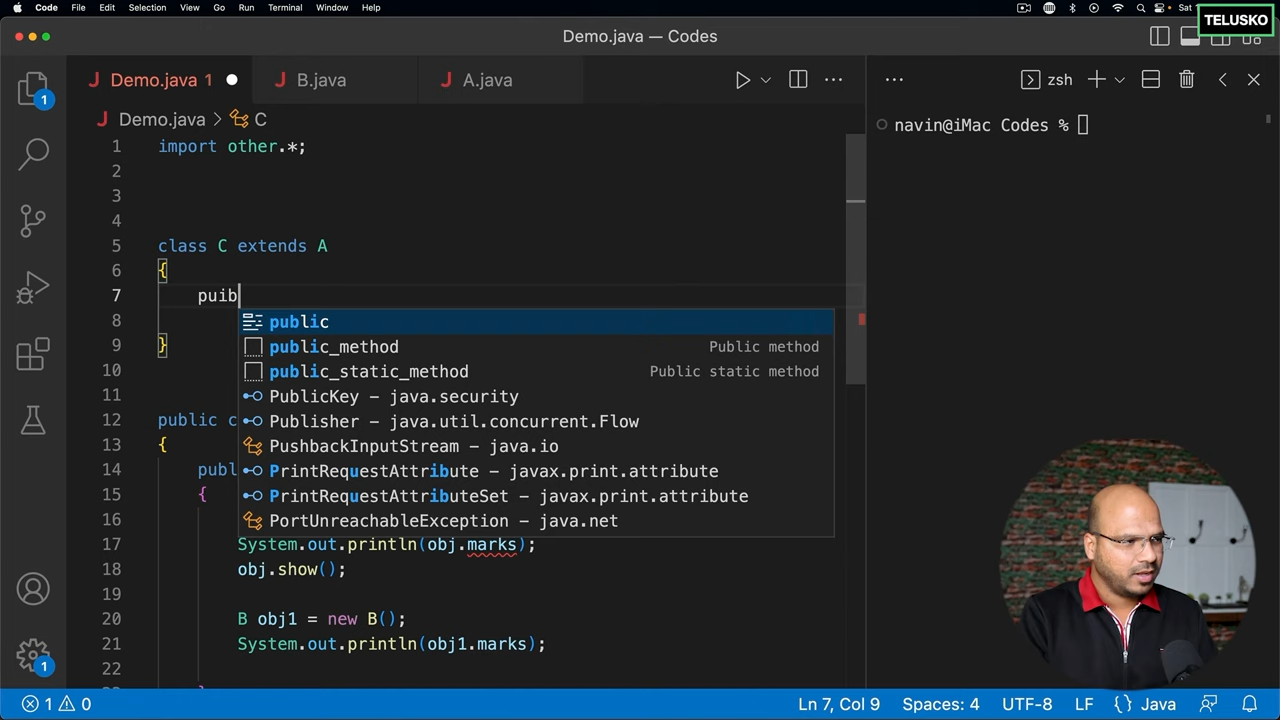 Code File Edit Selection View Go Run Terminal Window Help
Sat
TELUSKO
Demo.java — Codes
J Demo.java 1
J B.java
J A.java
zsh
J Demo.java > C
1 import other.*;
navin@iMac Codes %
2
3
4
5 class C extends A
6 {
7 puib
8
9 }
10
11
12 public c
13 {
14 publ
15 {
16
17 System.out.println(obj.marks);
18 obj.show();
19
20 B obj1 = new B();
21 System.out.println(obj1.marks);
22
public
public_method Public method
public_static_method Public static method
PublicKey – java.security
Publisher – java.util.concurrent.Flow
PushbackInputStream – java.io
PrintRequestAttribute – javax.print.attribute
PrintRequestAttributeSet – javax.print.attribute
PortUnreachableException – java.net
1
1
1 0
Ln 7, Col 9 Spaces: 4 UTF-8 LF {} Java